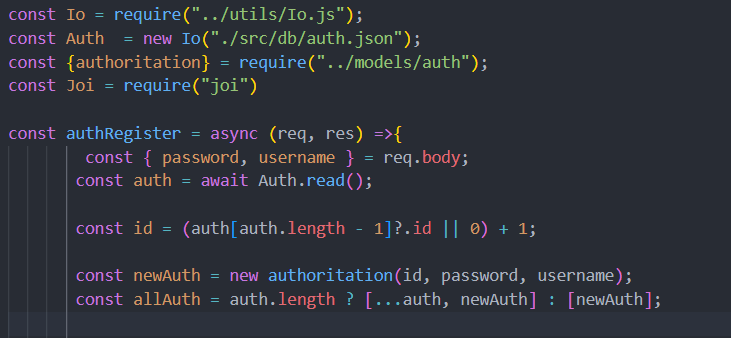 const Io = require("../utils/Io.js");
const Auth  = new Io("./src/db/auth.json");
const {authoritation} = require("../models/auth");
const Joi = require("joi")
const authRegister = async (req, res) =>{
const { password, username } = req.body;
const auth = await Auth.read();
const id = (auth[auth.length - 1]?.id || 0) + 1;
const newAuth = new authoritation(id, password, username);
const allAuth = auth.length ? [...auth, newAuth] : [newAuth];